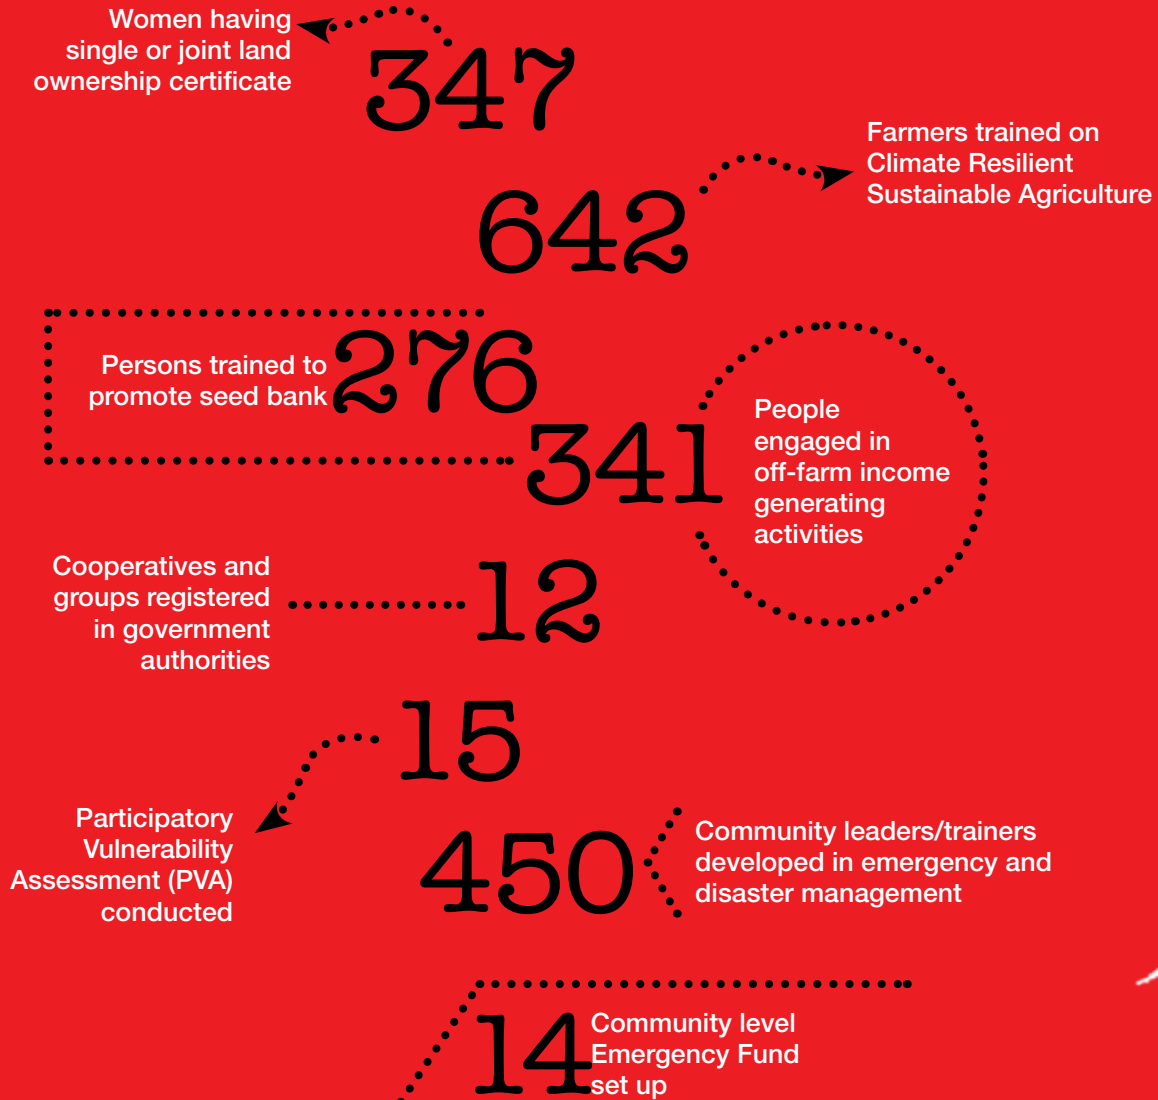 Women having
single or joint land
ownership certificate
347
Farmers trained on
Climate Resilient
Sustainable Agriculture
642
Persons trained to
promote seed bank
276
341
People
engaged in
off-farm income
generating
activities
Cooperatives and
groups registered
in government
authorities
12
15
Participatory
Vulnerability
Assessment (PVA)
conducted
450
Community leaders/trainers
developed in emergency and
disaster management
14
Community level
Emergency Fund
set up